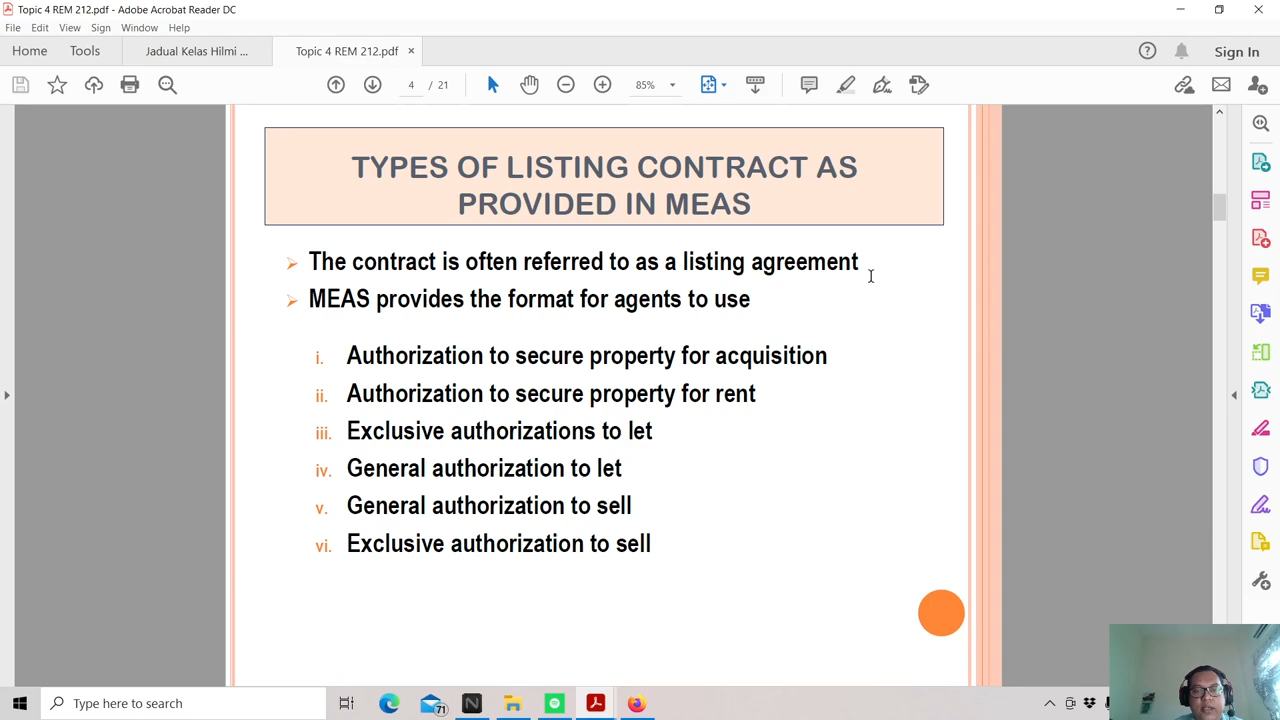 Topic 4 REM 212.pdf - Adobe Acrobat Reader DC
File Edit View Sign Window Help
Home Tools Jadual Kelas Hilmi ... Topic 4 REM 212.pdf × Sign In
4 / 21 85%
TYPES OF LISTING CONTRACT AS
PROVIDED IN MEAS
The contract is often referred to as a listing agreement
MEAS provides the format for agents to use
i. Authorization to secure property for acquisition
ii. Authorization to secure property for rent
iii. Exclusive authorizations to let
iv. General authorization to let
v. General authorization to sell
vi. Exclusive authorization to sell
Type here to search
71